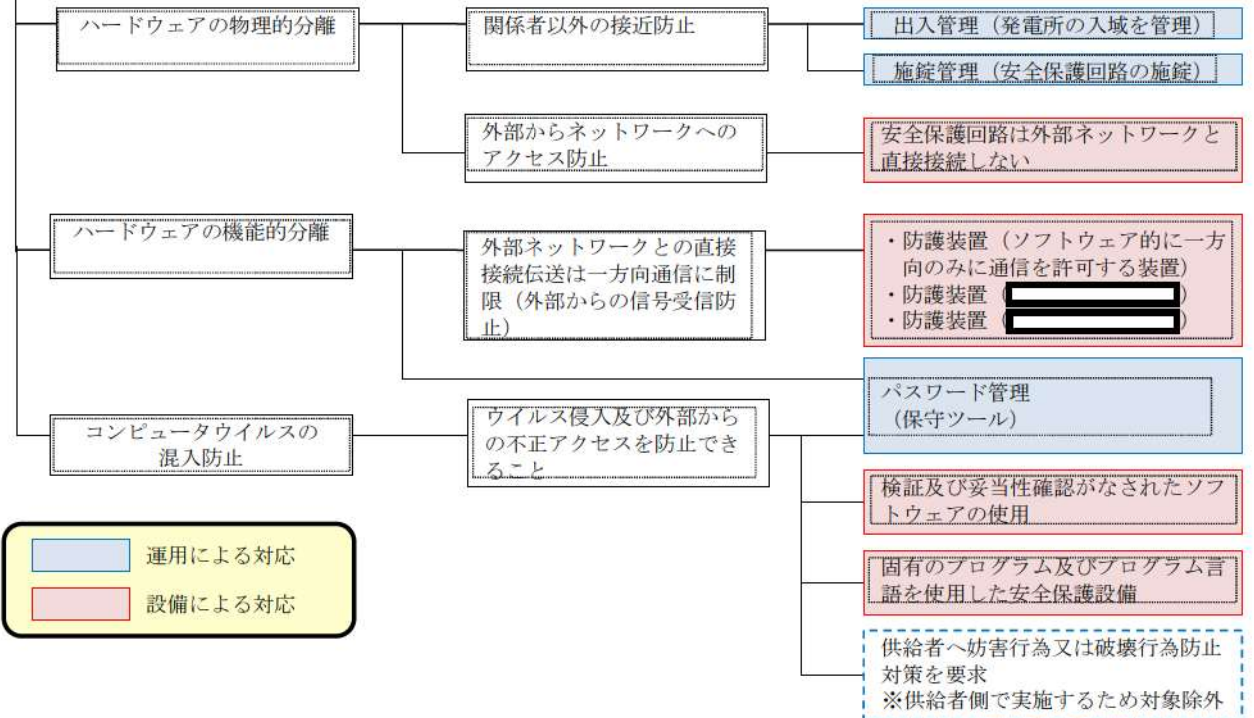 ハードウェアの物理的分離
関係者以外の接近防止
出入管理（発電所の入域を管理）
施錠管理（安全保護回路の施錠）
外部からネットワークへの
アクセス防止
安全保護回路は外部ネットワークと
直接接続しない
ハードウェアの機能的分離
外部ネットワークとの直接
接続伝送は一方向通信に制
限（外部からの信号受信防
止）
・防護装置（ソフトウェア的に一方
向のみに通信を許可する装置）
・防護装置（ ）
・防護装置（ ）
パスワード管理
（保守ツール）
コンピュータウイルスの
混入防止
ウイルス侵入及び外部から
の不正アクセスを防止でき
ること
検証及び妥当性確認がなされたソフ
トウェアの使用
固有のプログラム及びプログラム言
語を使用した安全保護設備
供給者へ妨害行為又は破壊行為防止
対策を要求
※供給者側で実施するため対象除外
運用による対応
設備による対応